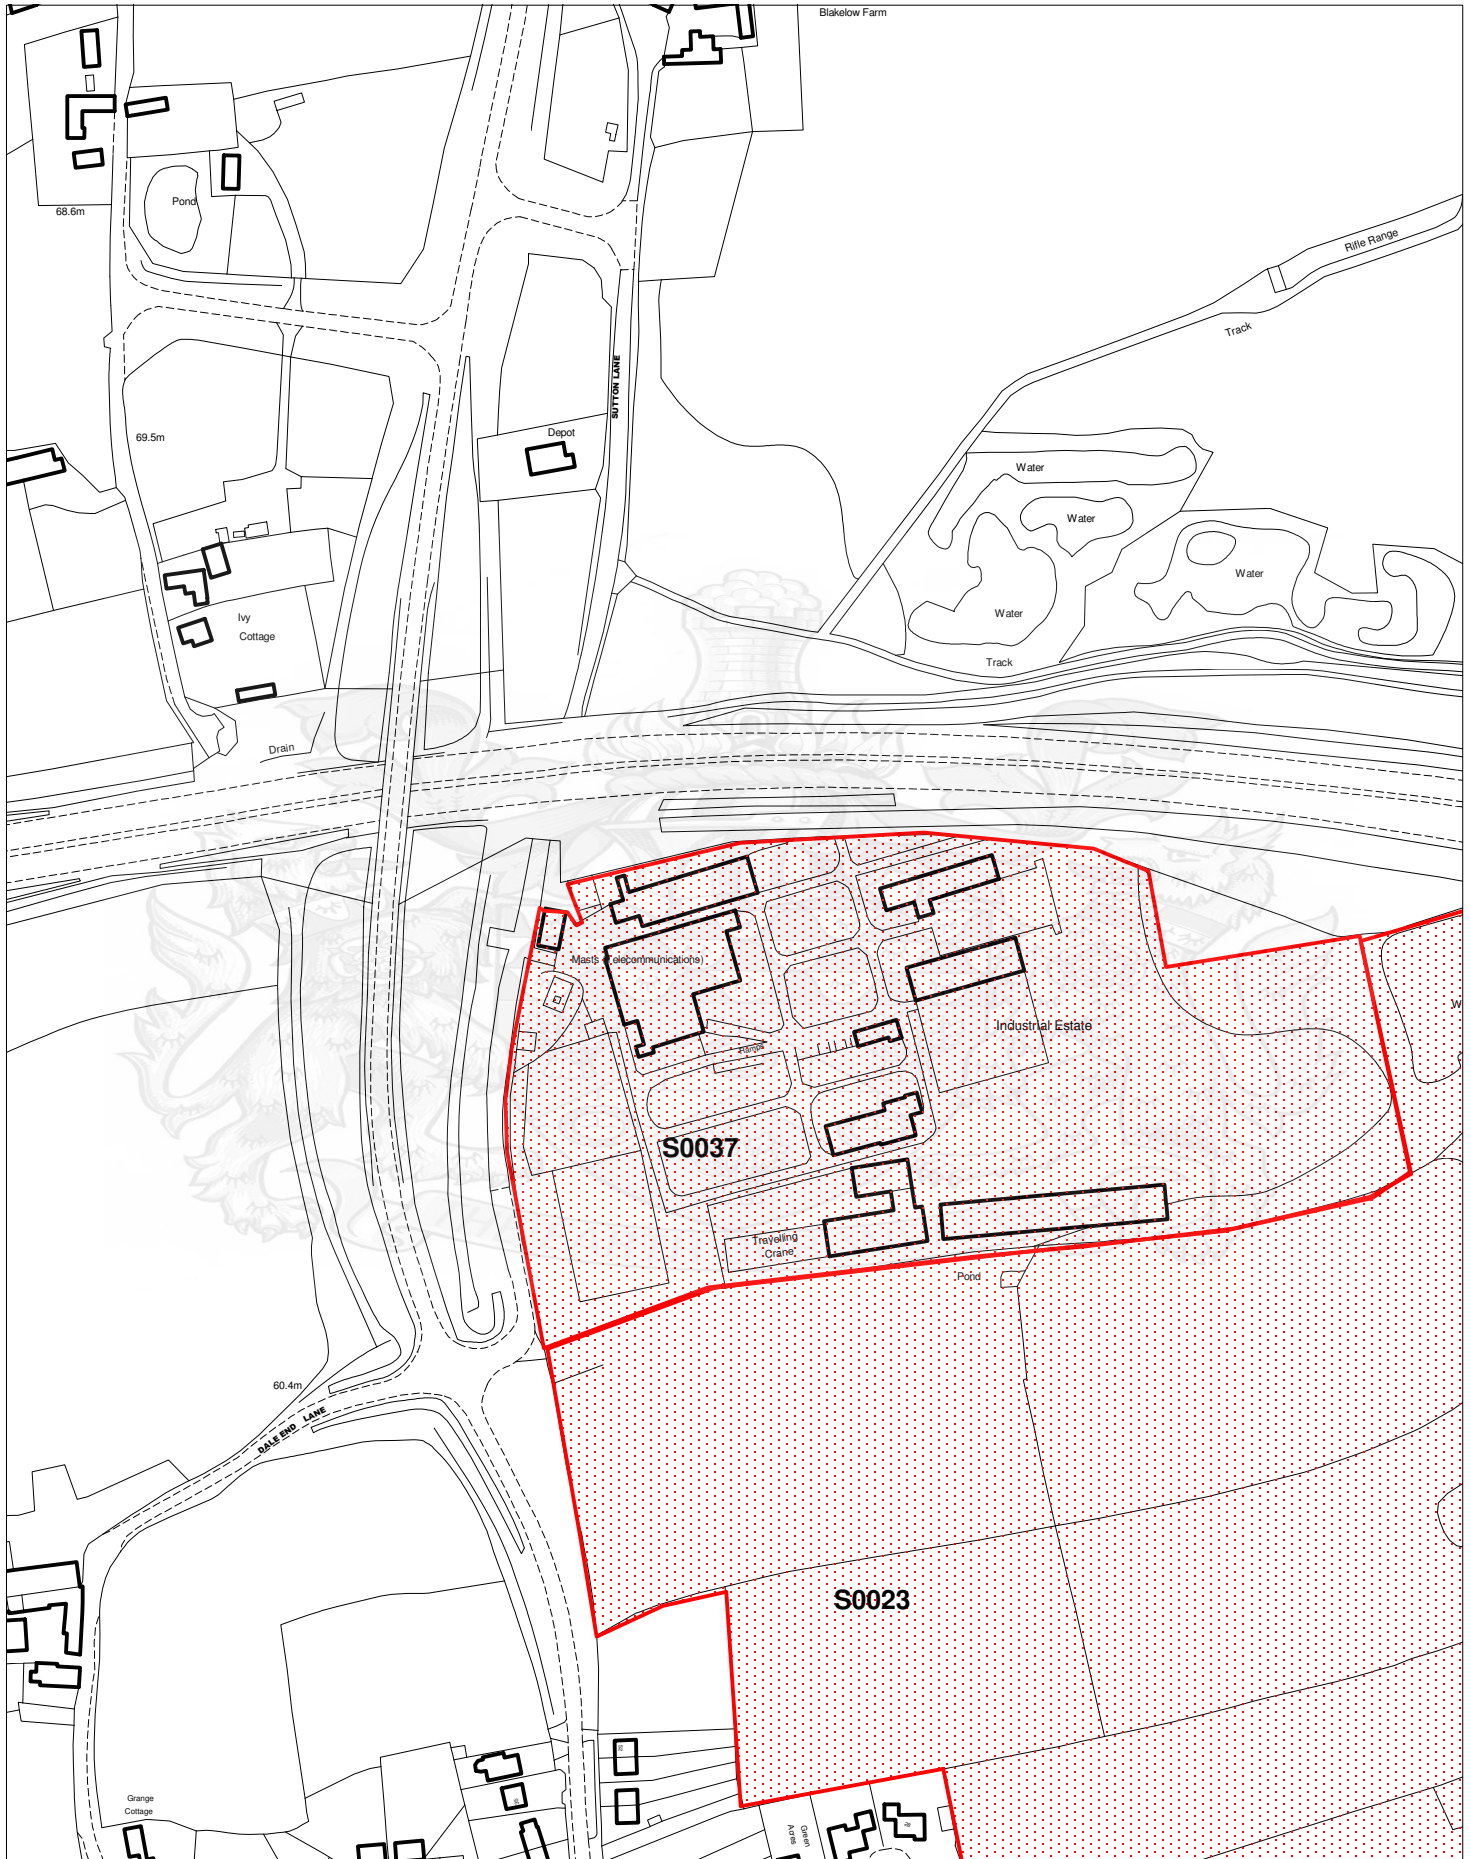 Blakelow Farm
Pond
68.6m
Rifle Range
Track
SUTTON LANE
69.5m
Depot
Water
Water
Water
Water
Ivy
Cottage
Track
Drain
Masts (Telecommunications)
Industrial Estate
Ramps
S0037
Travelling
Crane
Pond
60.4m
DALE END LANE
S0023
Grange
Cottage
Green
Acres